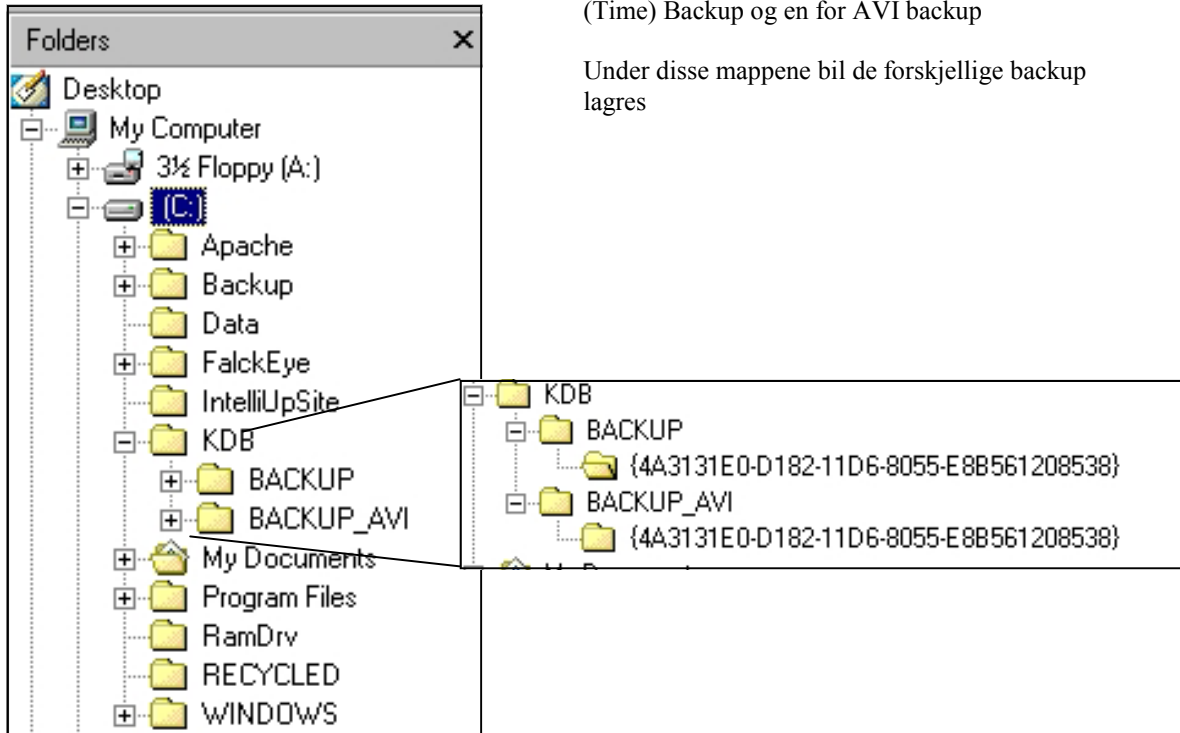 (Time) Backup og en for AVI backup
Under disse mappene bil de forskjellige backup
lagres
Folders
Desktop
My Computer
3½ Floppy (A:)
(C:)
Apache
Backup
Data
FalckEye
IntelliUpSite
KDB
BACKUP
BACKUP_AVI
My Documents
Program Files
RamDrv
RECYCLED
WINDOWS
KDB
BACKUP
{4A3131E0-D182-11D6-8055-E8B561208538}
BACKUP_AVI
{4A3131E0-D182-11D6-8055-E8B561208538}